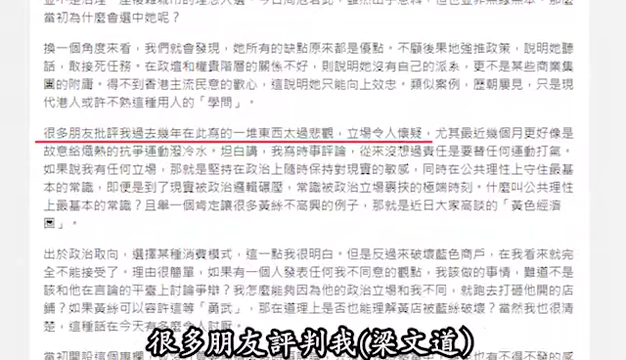 當初為什麼會選中她呢？
換一個角度來看，我們就會發現，她所有的缺點原來都是優點。不顧後果地強推政策，說明她聽
話，敢接死任務。在政壇和權貴階層的關係不好，則說明她沒有自己的派系，更不是某些商業集
團的附庸。得不到香港主流民意的歡心，這說明她只能向上效忠。類似案例，歷朝屢見，只是現
代港人或許不熟這種用人的「學問」。
很多朋友批評我過去幾年在此寫的一堆東西太過悲觀，立場令人懷疑，尤其最近幾個月更好像是
故意給熾熱的抗爭運動潑冷水。坦白講，我寫時事評論，從來沒想過責任是要替任何運動打氣。
如果說我有任何立場，那就是堅持在政治上隨時保持對現實的敏感，同時在公共理性上守住最基
本的常識，即便是到了現實被政治邏輯碾壓，常識被政治立場裹挾的極端時刻。什麼叫公共理性
上最基本的常識？且舉一個肯定讓很多黃絲不高興的例子，那就是近日大家高談的「黃色經濟
圈」。
出於政治取向，選擇某種消費模式，這一點我很明白。但是反過來破壞藍色商戶，在我看來就完
全不能接受了。理由很簡單，如果有一個人發表任何我不同意的觀點，我該做的事情，難道不是
該和他在言論的平臺上討論爭辯？我怎麼能夠因為他的政治立場和我不同，就跑去打砸他開的店
鋪？如果黃絲可以容許這等「勇武」，那在道理上是否也能理解黃店被藍絲破壞？當然我也很清
楚，這種話在今天有多麼令人討厭。
很多朋友評判我(梁文道)